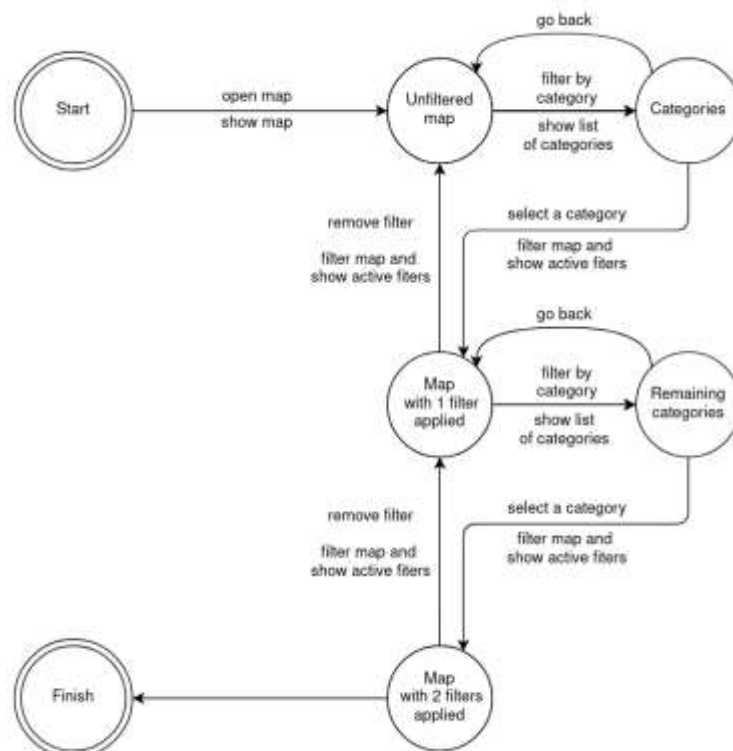 go back
Start
open map
show map
Unfiltered
map
filter by
category
show list
of categories
Categories
remove filter
filter map and
show active fiters
select a category
filter map and
show active fiters
go back
Map
with 1 filter
applied
filter by
category
show list
of categories
Remaining
categories
remove filter
filter map and
show active fiters
select a category
filter map and
show active fiters
Finish
Map
with 2 filters
applied